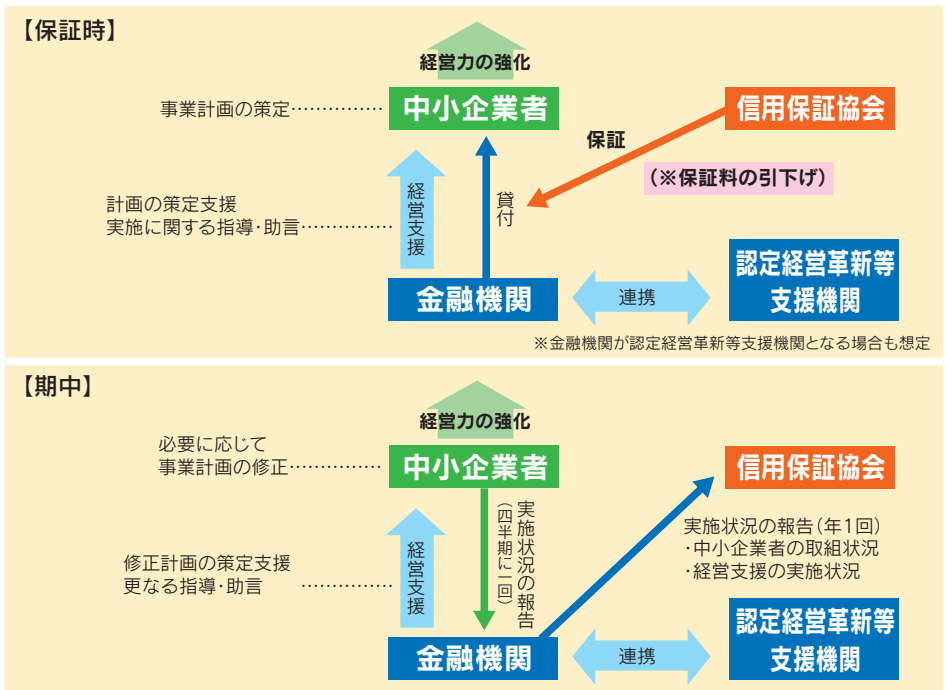 【保証時】
経営力の強化
事業計画の策定……………
中小企業者
信用保証協会
保証
(※保証料の引下げ)
計画の策定支援
実施に関する指導・助言……………
経営支援
貸付
金融機関
連携
認定経営革新等
支援機関
※金融機関が認定経営革新等支援機関となる場合も想定
【期中】
経営力の強化
必要に応じて
事業計画の修正……………
中小企業者
信用保証協会
実施状況の報告
(四半期に一回)
実施状況の報告(年1回)
・中小企業者の取組状況
・経営支援の実施状況
修正計画の策定支援
更なる指導・助言……………
経営支援
金融機関
連携
認定経営革新等
支援機関